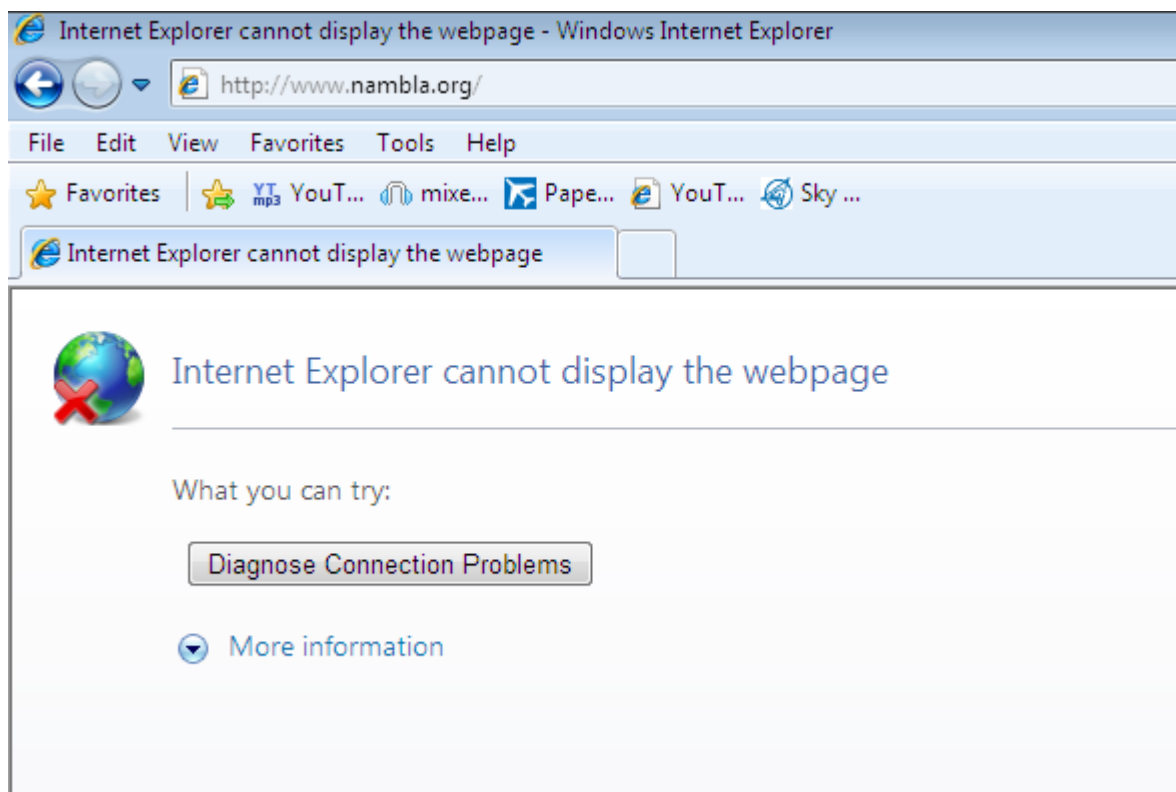 Internet Explorer cannot display the webpage - Windows Internet Explorer
http://www.nambla.org/
File Edit View Favorites Tools Help
Favorites YT mp3 YouT... mixe... Pape... YouT... Sky ...
Internet Explorer cannot display the webpage
Internet Explorer cannot display the webpage
What you can try:
Diagnose Connection Problems
More information